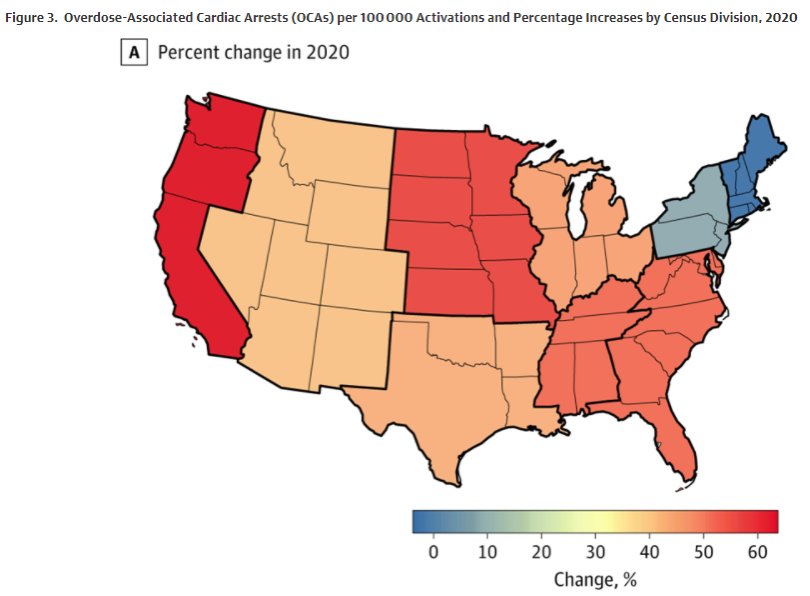 Figure 3. Overdose-Associated Cardiac Arrests (OCAs) per 100 000 Activations and Percentage Increases by Census Division, 2020
A Percent change in 2020
0 10 20 30 40 50 60
Change, %